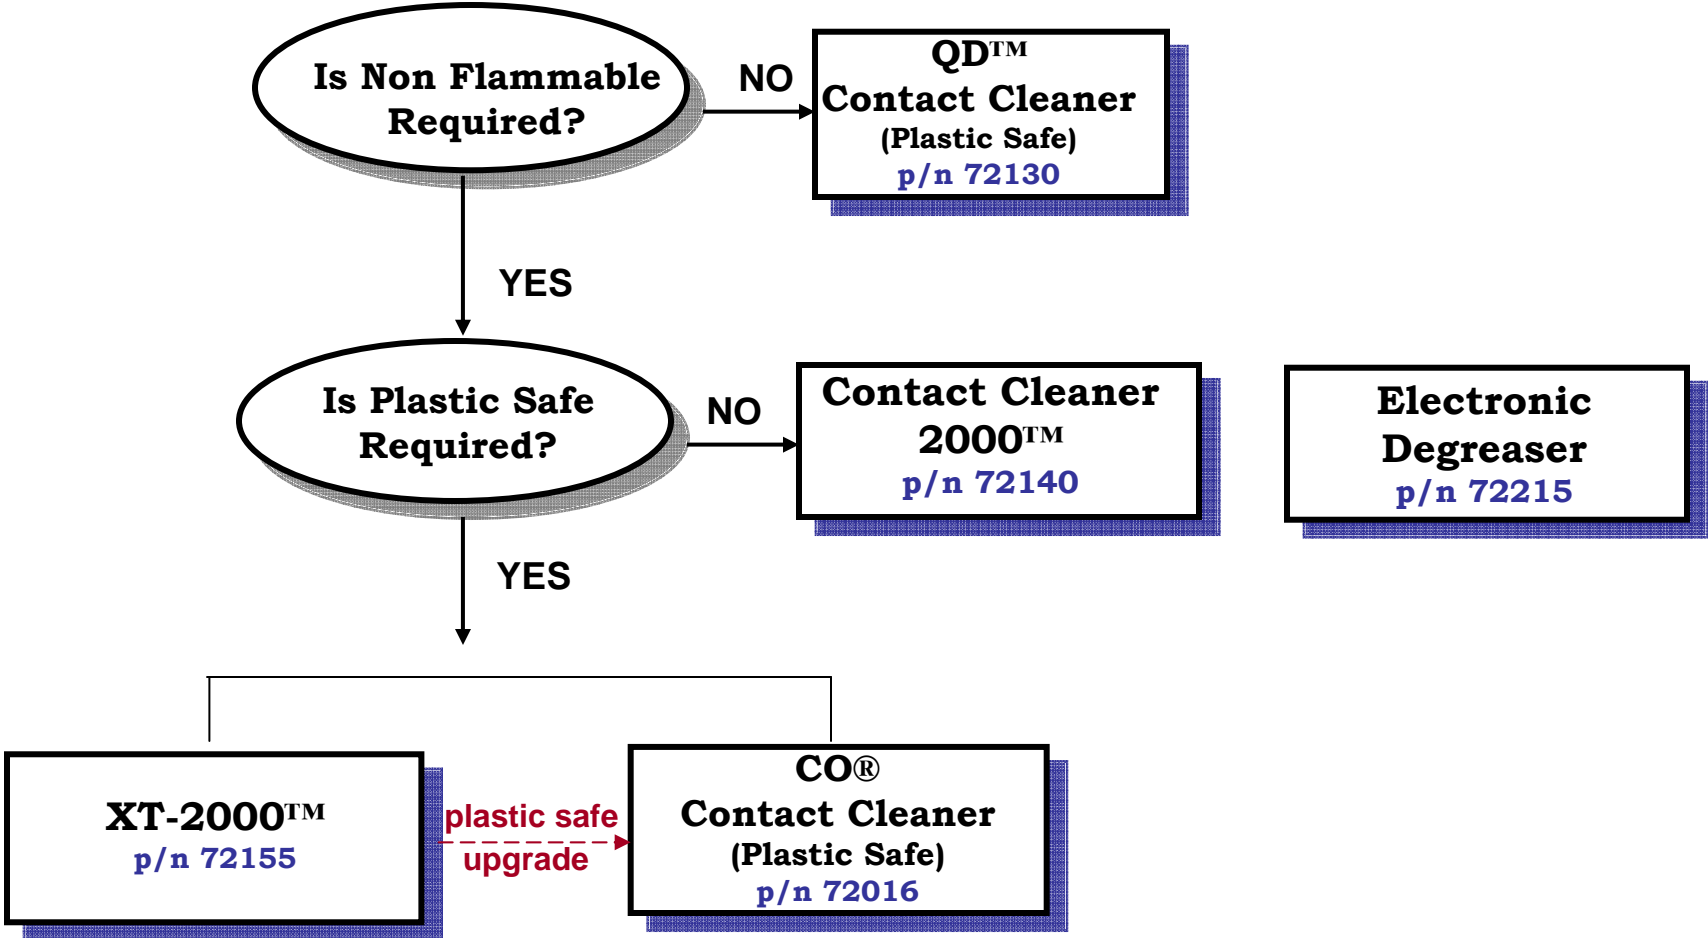 Is Non Flammable
Required?
NO
QD™
Contact Cleaner
(Plastic Safe)
p/n 72130
YES
Is Plastic Safe
Required?
NO
Contact Cleaner
2000™
p/n 72140
Electronic
Degreaser
p/n 72215
YES
XT-2000™
p/n 72155
plastic safe
upgrade
CO®
Contact Cleaner
(Plastic Safe)
p/n 72016